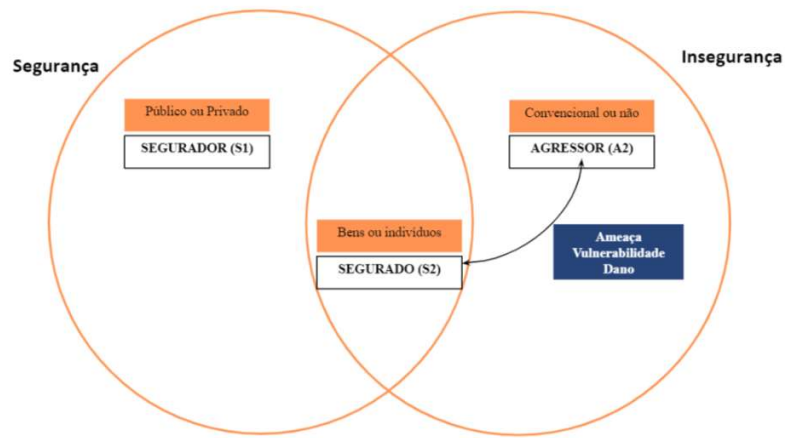 Segurança
Insegurança
Público ou Privado
SEGURADOR (S1)
Convencional ou não
AGRESSOR (A2)
Bens ou indivíduos
SEGURADO (S2)
Ameaça
Vulnerabilidade
Dano